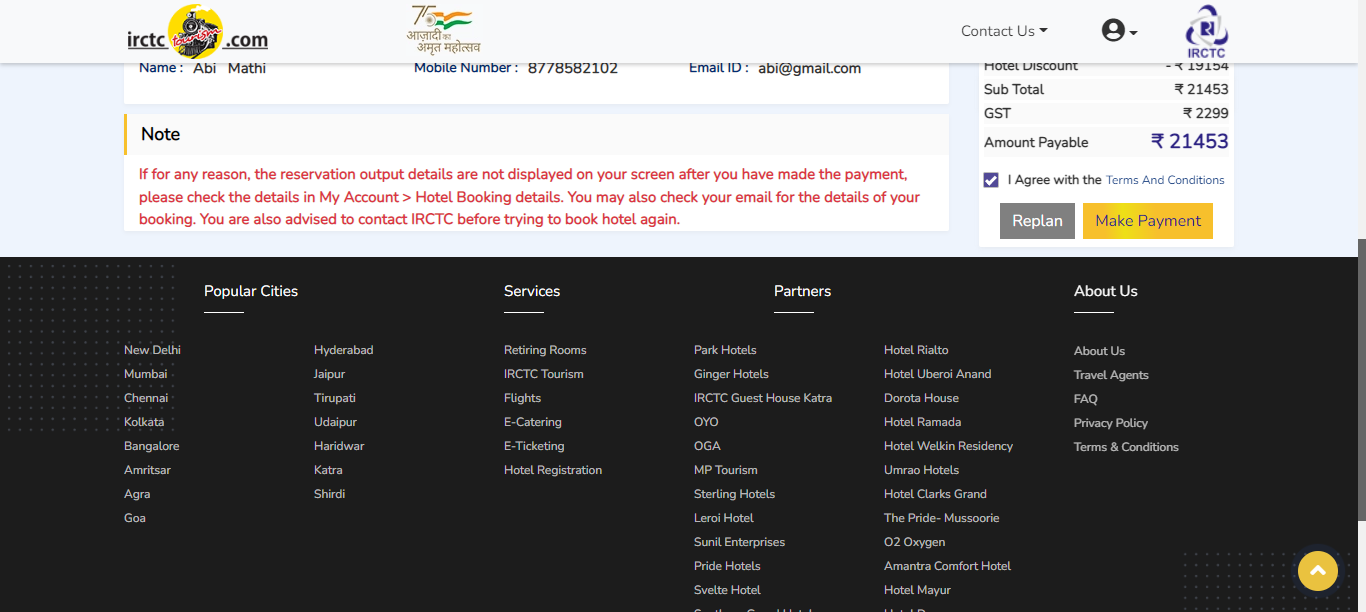 irctc tourism .com
75
आज़ादी का
अमृत महोत्सव
Contact Us
IRCTC
Name : Abi Mathi
Mobile Number : 8778582102
Email ID : abi@gmail.com
Hotel Discount - ₹ 19154
Sub Total ₹ 21453
GST ₹ 2299
Amount Payable ₹ 21453
I Agree with the Terms And Conditions
Replan
Make Payment
Note
If for any reason, the reservation output details are not displayed on your screen after you have made the payment,
please check the details in My Account > Hotel Booking details. You may also check your email for the details of your
booking. You are also advised to contact IRCTC before trying to book hotel again.
Popular Cities
New Delhi
Mumbai
Chennai
Kolkata
Bangalore
Amritsar
Agra
Goa
Hyderabad
Jaipur
Tirupati
Udaipur
Haridwar
Katra
Shirdi
Services
Retiring Rooms
IRCTC Tourism
Flights
E-Catering
E-Ticketing
Hotel Registration
Partners
Park Hotels
Ginger Hotels
IRCTC Guest House Katra
OYO
OGA
MP Tourism
Sterling Hotels
Leroi Hotel
Sunil Enterprises
Pride Hotels
Svelte Hotel
Hotel Rialto
Hotel Uberoi Anand
Dorota House
Hotel Ramada
Hotel Welkin Residency
Umrao Hotels
Hotel Clarks Grand
The Pride- Mussoorie
O2 Oxygen
Amantra Comfort Hotel
Hotel Mayur
About Us
About Us
Travel Agents
FAQ
Privacy Policy
Terms & Conditions